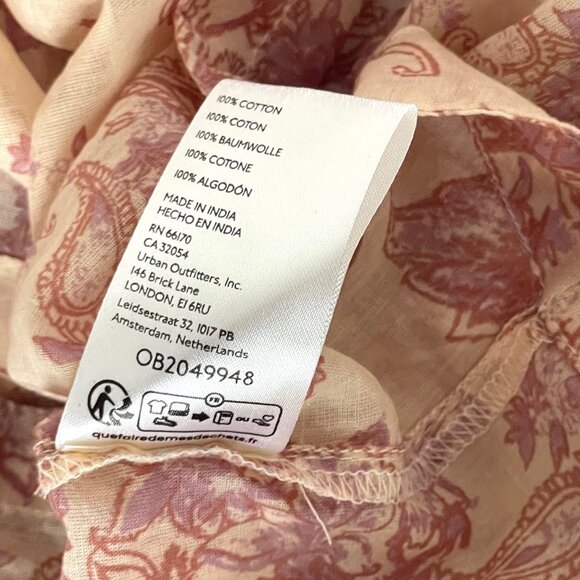 100% COTTON
100% COTON
100% BAUMWOLLE
100% COTONE
100% ALGODÓN
MADE IN INDIA
HECHO EN INDIA
RN 66170
CA 32054
Urban Outfitters, Inc.
146 Brick Lane
LONDON, E1 6RU
Leidsestraat 32, 1017 PB
Amsterdam, Netherlands
OB2049948
FR
ou
quefairedemesdechets.fr